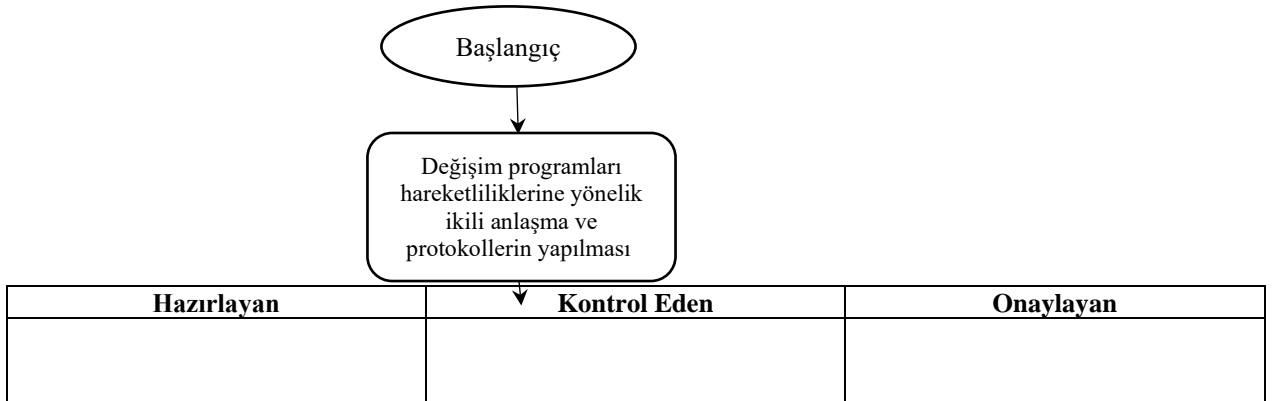 Başlangıç
Değişim programları
hareketliliklerine yönelik
ikili anlaşma ve
protokollerin yapılması
Hazırlayan Kontrol Eden Onaylayan